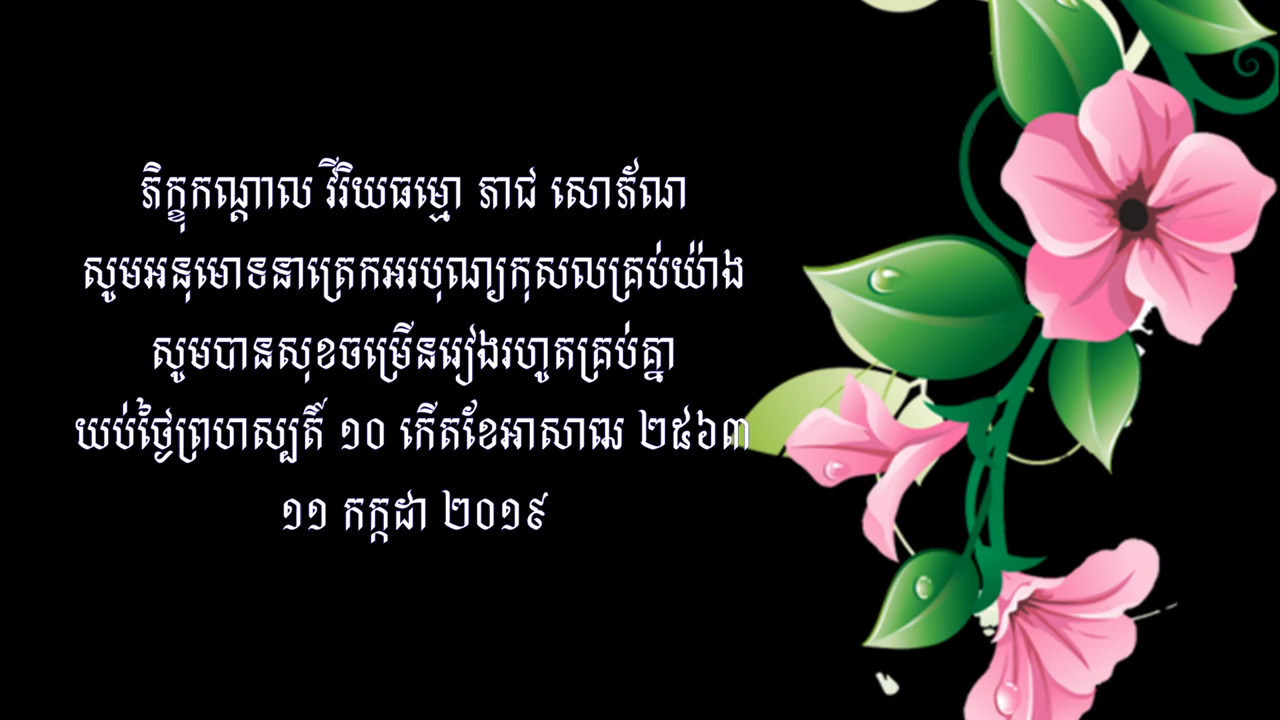 ភិក្ខុកណ្ដាល វីរិយធម្មោ ភាជ សោភ័ណ
សូមអនុមោទនាត្រេកអរបុណ្យកុសលគ្រប់យ៉ាង
សូមបានសុខចម្រើនរៀងរហូតគ្រប់គ្នា
យប់ថ្ងៃព្រហស្បតិ៍ ១០ កើតខែអាសាឍ ២៥៦៣
១១ កក្កដា ២០១៩